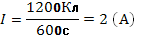 I = 1200Кл / 600с = 2 (А)